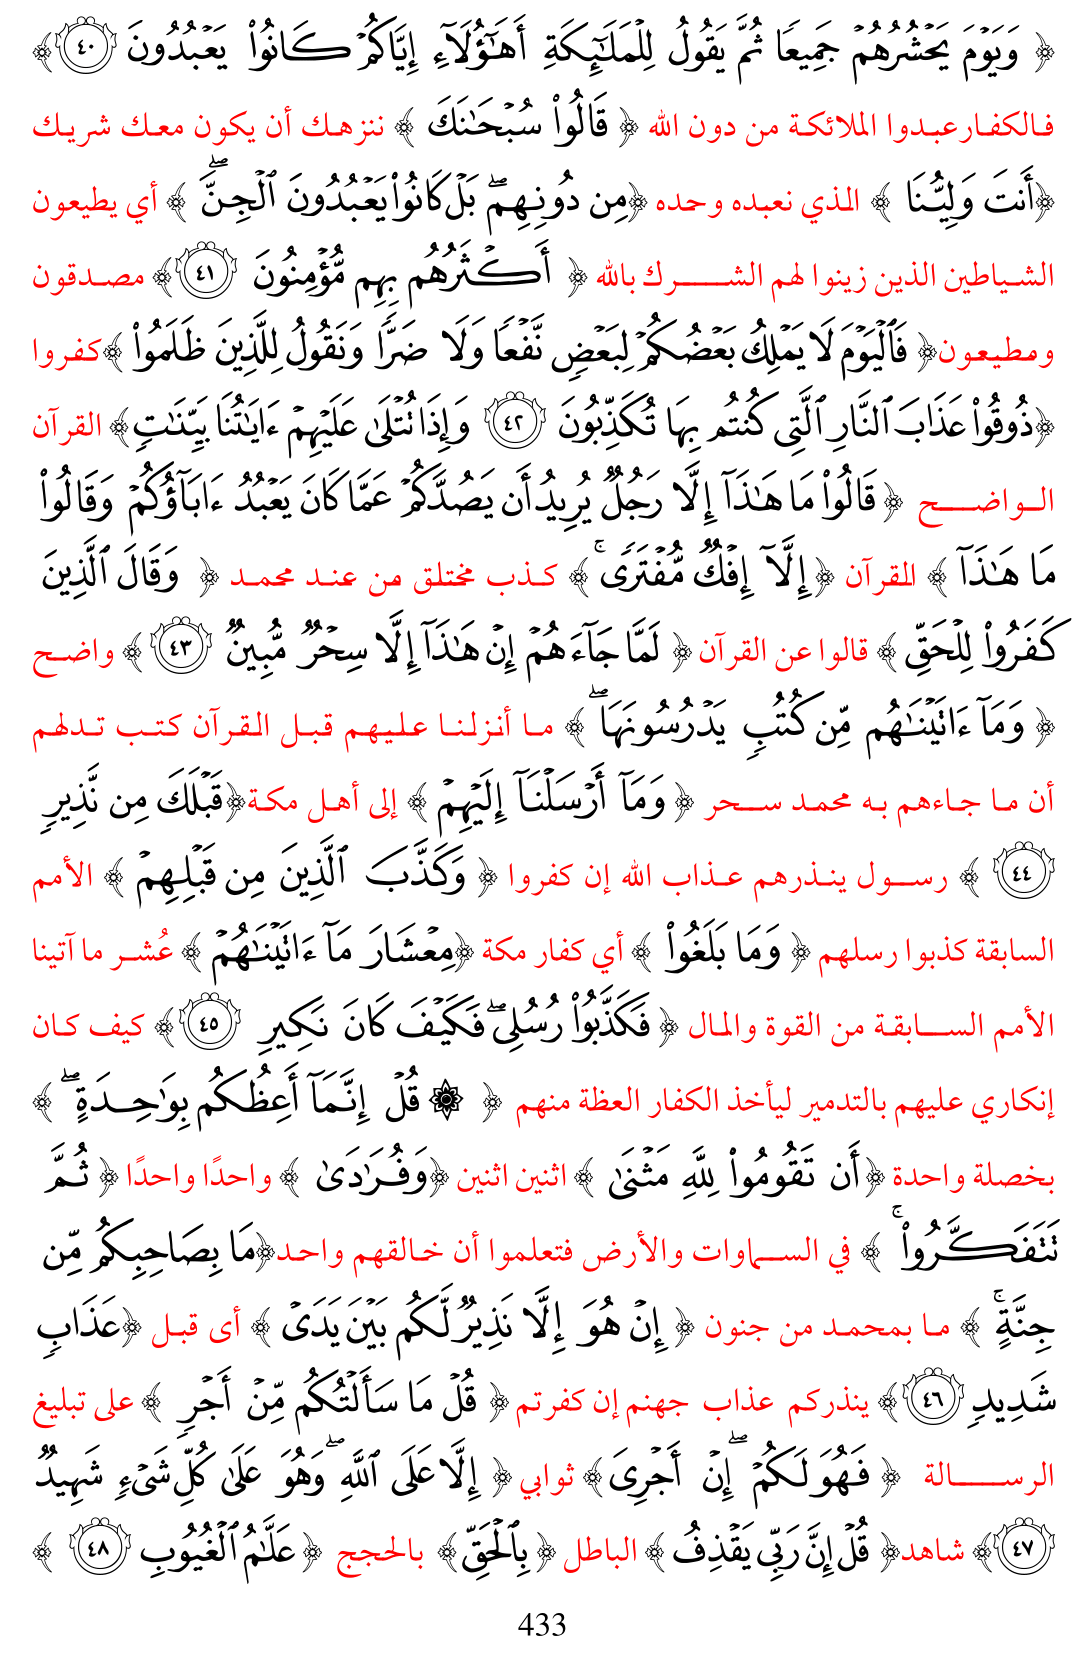 ﴿ وَيَوۡمَ يَحۡشُرُهُمۡ جَمِيعٗا ثُمَّ يَقُولُ لِلۡمَلَٰٓئِكَةِ أَهَٰٓؤُلَآءِ إِيَّاكُمۡ كَانُواْ يَعۡبُدُونَ ٤٠ ﴾
فالكفار عبدوا الملائكة من دون الله ﴿ قَالُواْ سُبۡحَٰنَكَ ﴾ ننزهك أن يكون معك شريك
﴿أَنتَ وَلِيُّنَا ﴾ الذي نعبده وحده ﴿مِن دُونِهِمۖ بَلۡ كَانُواْ يَعۡبُدُونَ ٱلۡجِنَّۖ ﴾ أي يطيعون
الشياطين الذين زينوا لهم الشرك بالله ﴿ أَكۡثَرُهُم بِهِم مُّؤۡمِنُونَ ٤١ ﴾ مصدقون
ومطيعون﴿ فَٱلۡيَوۡمَ لَا يَمۡلِكُ بَعۡضُكُمۡ لِبَعۡضٖ نَّفۡعٗا وَلَا ضَرّٗا وَنَقُولُ لِلَّذِينَ ظَلَمُواْ ﴾كفروا
﴿ذُوقُواْ عَذَابَ ٱلنَّارِ ٱلَّتِي كُنتُم بِهَا تُكَذِّبُونَ ٤٢ وَإِذَا تُتۡلَىٰ عَلَيۡهِمۡ ءَايَٰتُنَا بَيِّنَٰتٖ﴾ القرآن
الواضح ﴿ قَالُواْ مَا هَٰذَآ إِلَّا رَجُلٞ يُرِيدُ أَن يَصُدَّكُمۡ عَمَّا كَانَ يَعۡبُدُ ءَابَآؤُكُمۡ وَقَالُواْ
مَا هَٰذَآ ﴾ القرآن ﴿إِلَّآ إِفۡكٞ مُّفۡتَرٗىۚ ﴾ كذب مختلق من عند محمد ﴿ وَقَالَ ٱلَّذِينَ
كَفَرُواْ لِلۡحَقِّ ﴾ قالوا عن القرآن ﴿ لَمَّا جَآءَهُمۡ إِنۡ هَٰذَآ إِلَّا سِحۡرٞ مُّبِينٞ ٤٣ ﴾ واضح
﴿ وَمَآ ءَاتَيۡنَٰهُم مِّن كُتُبٖ يَدۡرُسُونَهَاۖ ﴾ ما أنزلنا عليهم قبل القرآن كتب تدلهم
أن ما جاءهم به محمد سحر ﴿ وَمَآ أَرۡسَلۡنَآ إِلَيۡهِمۡ ﴾ إلى أهل مكة﴿قَبۡلَكَ مِن نَّذِيرٖ
٤٤ ﴾ رسول ينذرهم عذاب الله إن كفروا ﴿ وَكَذَّبَ ٱلَّذِينَ مِن قَبۡلِهِمۡ ﴾ الأمم
السابقة كذبوا رسلهم ﴿ وَمَا بَلَغُواْ ﴾ أي كفار مكة ﴿مِعۡشَارَ مَآ ءَاتَيۡنَٰهُمۡ ﴾ عُشر ما آتينا
الأمم السابقة من القوة والمال ﴿ فَكَذَّبُواْ رُسُلِيۖ فَكَيۡفَ كَانَ نَكِيرِ ٤٥ ﴾ كيف كان
إنكاري عليهم بالتدمير ليأخذ الكفار العظة منهم ﴿ ۞ قُلۡ إِنَّمَآ أَعِظُكُم بِوَٰحِدَةٍۖ ﴾
بخصلة واحدة ﴿أَن تَقُومُواْ لِلَّهِ مَثۡنَىٰ ﴾ اثنين اثنين ﴿وَفُرَٰدَىٰ ﴾ واحدًا واحدًا ﴿ ثُمَّ
تَتَفَكَّرُواْۚ ﴾ في السماوات والأرض فتعلموا أن خالقهم واحد﴿مَا بِصَاحِبِكُم مِّن
جِنَّةٍۚ ﴾ ما بمحمد من جنون ﴿ إِنۡ هُوَ إِلَّا نَذِيرٞ لَّكُم بَيۡنَ يَدَيۡ ﴾ أى قبل ﴿عَذَابٖ
شَدِيدٖ ٤٦ ﴾ ينذركم عذاب جهنم إن كفرتم ﴿ قُلۡ مَا سَأَلۡتُكُم مِّنۡ أَجۡرٖ ﴾ على تبليغ
الرسالة ﴿ فَهُوَ لَكُمۡۖ إِنۡ أَجۡرِيَ﴾ ثوابي ﴿ إِلَّا عَلَى ٱللَّهِۖ وَهُوَ عَلَىٰ كُلِّ شَيۡءٖ شَهِيدٞ
٤٧ ﴾ شاهد﴿ قُلۡ إِنَّ رَبِّي يَقۡذِفُ ﴾ الباطل ﴿ بِٱلۡحَقِّ﴾ بالحجج ﴿ عَلَّٰمُ ٱلۡغُيُوبِ ٤٨ ﴾
433